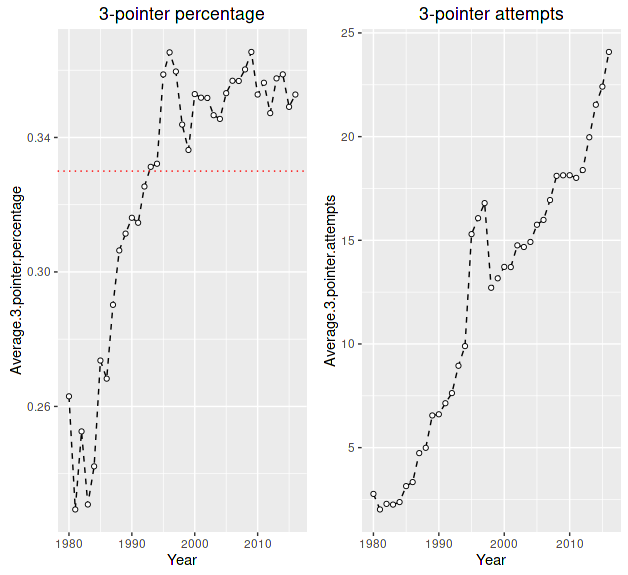 3-pointer percentage
Average.3.pointer.percentage
0.34
0.30
0.26
1980
1990
2000
2010
Year
3-pointer attempts
Average.3.pointer.attempts
25
20
15
10
5
1980
1990
2000
2010
Year